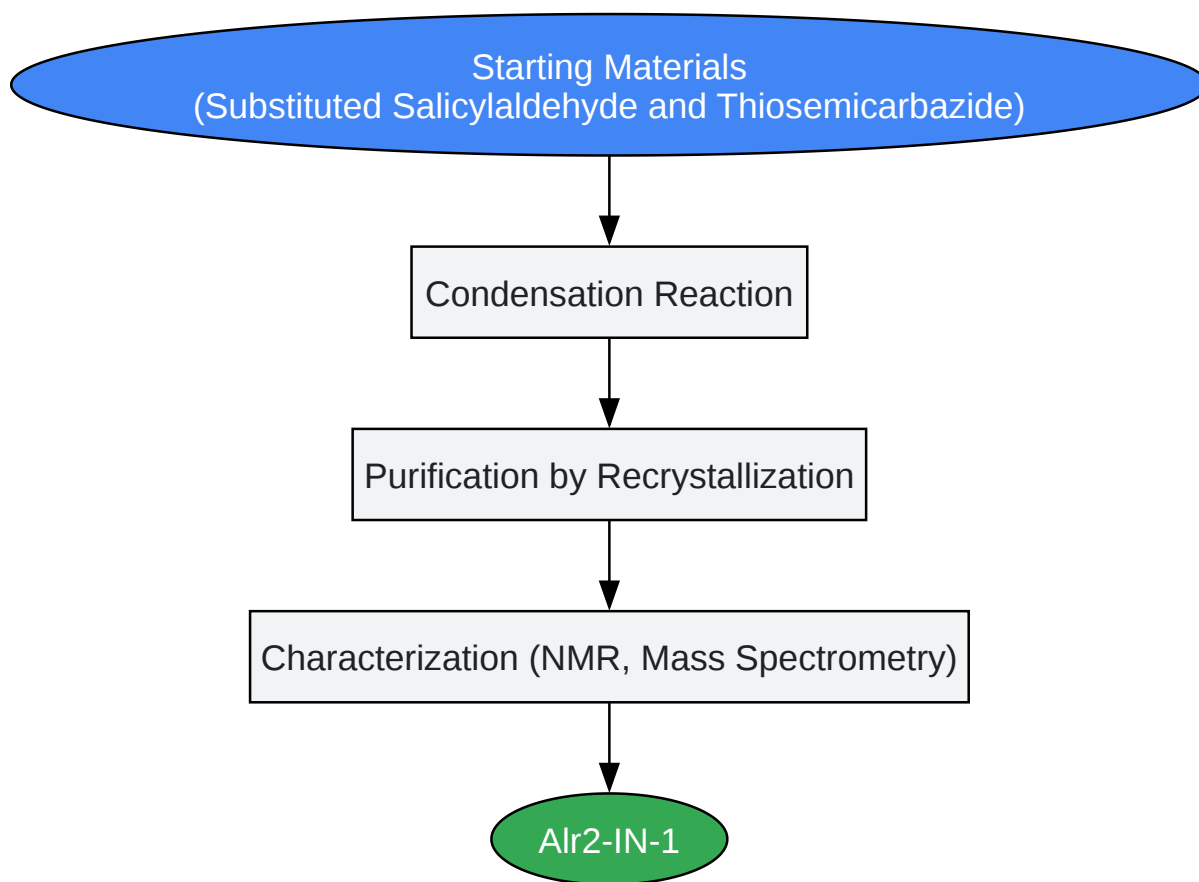 Starting Materials
(Substituted Salicylaldehyde and Thiosemicarbazide)
Condensation Reaction
Purification by Recrystallization
Characterization (NMR, Mass Spectrometry)
Alr2-IN-1